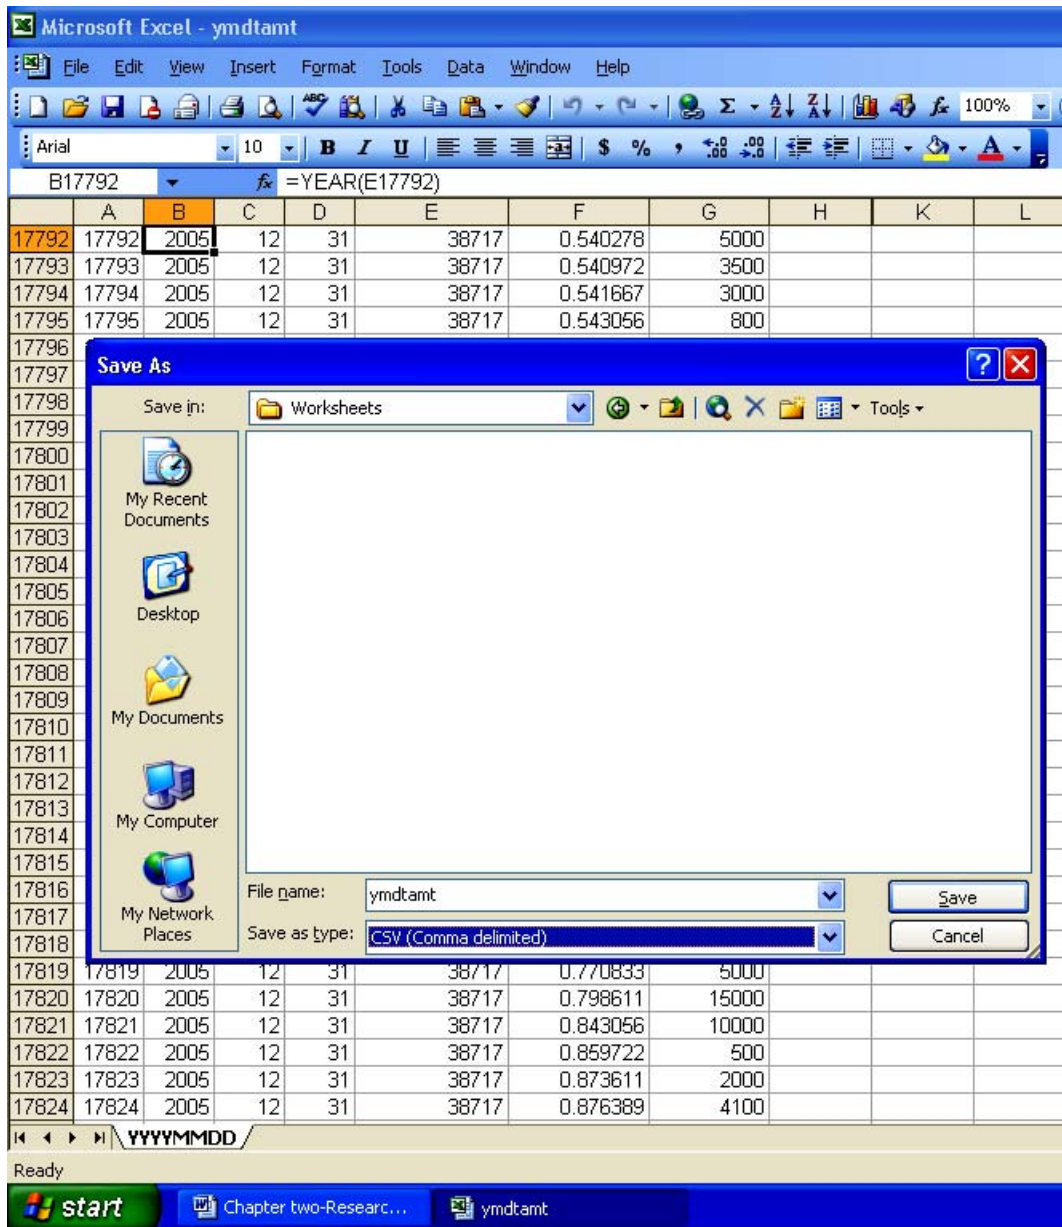 Microsoft Excel - ymdtamt
File Edit View Insert Format Tools Data Window Help
100%
Arial 10 B I U $ % ,
B17792 fx =YEAR(E17792)
A B C D E F G H K L
17792 17792 2005 12 31 38717 0.540278 5000
17793 17793 2005 12 31 38717 0.540972 3500
17794 17794 2005 12 31 38717 0.541667 3000
17795 17795 2005 12 31 38717 0.543056 800
17796
17797
17798
17799
17800
17801
17802
17803
17804
17805
17806
17807
17808
17809
17810
17811
17812
17813
17814
17815
17816
17817
17818
Save As
Save in: Worksheets Tools
My Recent Documents
Desktop
My Documents
My Computer
My Network Places
File name: ymdtamt Save
Save as type: CSV (Comma delimited) Cancel
17819 17819 2005 12 31 38717 0.770833 5000
17820 17820 2005 12 31 38717 0.798611 15000
17821 17821 2005 12 31 38717 0.843056 10000
17822 17822 2005 12 31 38717 0.859722 500
17823 17823 2005 12 31 38717 0.873611 2000
17824 17824 2005 12 31 38717 0.876389 4100
YYYYMMDD
Ready
start Chapter two-Researc... ymdtamt